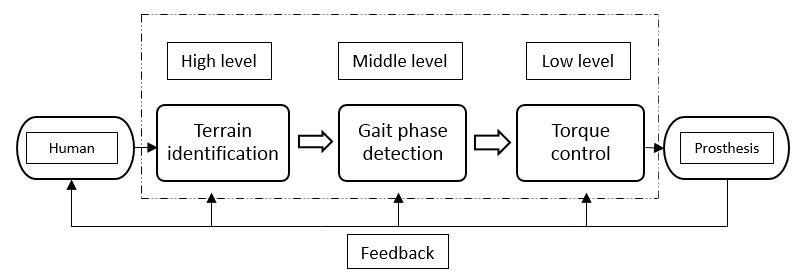 High level
Middle level
Low level
Human
Terrain
identification
Gait phase
detection
Torque
control
Prosthesis
Feedback